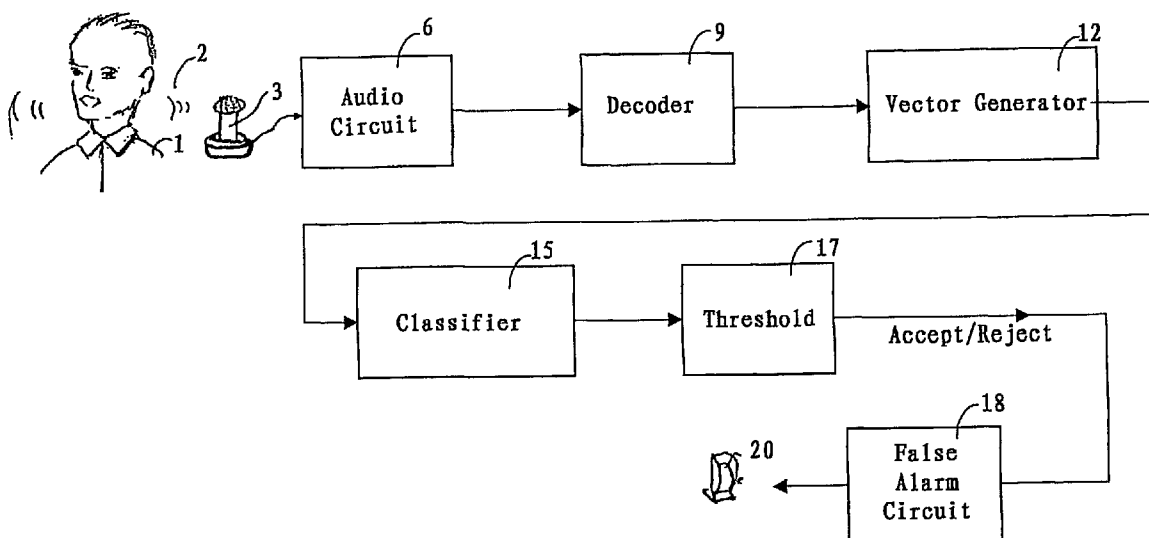 2
3
1
6
Audio
Circuit
9
Decoder
12
Vector Generator
15
Classifier
17
Threshold
Accept/Reject
18
False
Alarm
Circuit
20